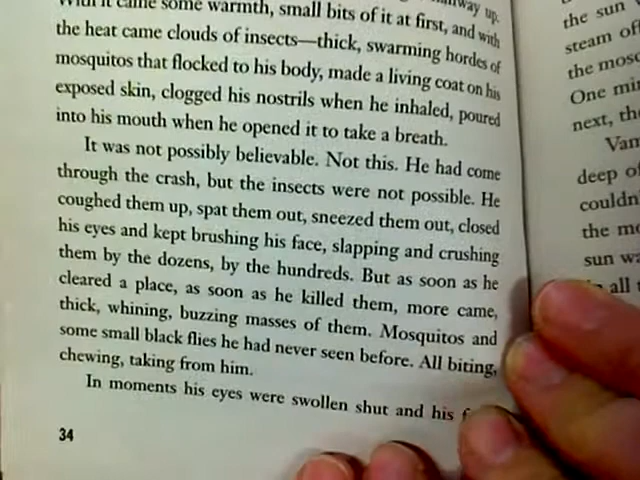 With it came some warmth, small bits of it at first, and with
the heat came clouds of insects—thick, swarming hordes of
mosquitos that flocked to his body, made a living coat on his
exposed skin, clogged his nostrils when he inhaled, poured
into his mouth when he opened it to take a breath.
It was not possibly believable. Not this. He had come
through the crash, but the insects were not possible. He
coughed them up, spat them out, sneezed them out, closed
his eyes and kept brushing his face, slapping and crushing
them by the dozens, by the hundreds. But as soon as he
cleared a place, as soon as he killed them, more came,
thick, whining, buzzing masses of them. Mosquitos and
some small black flies he had never seen before. All biting,
chewing, taking from him.
In moments his eyes were swollen shut and his
34
the sun
steam
the
One
next,
deep
the
sun
all